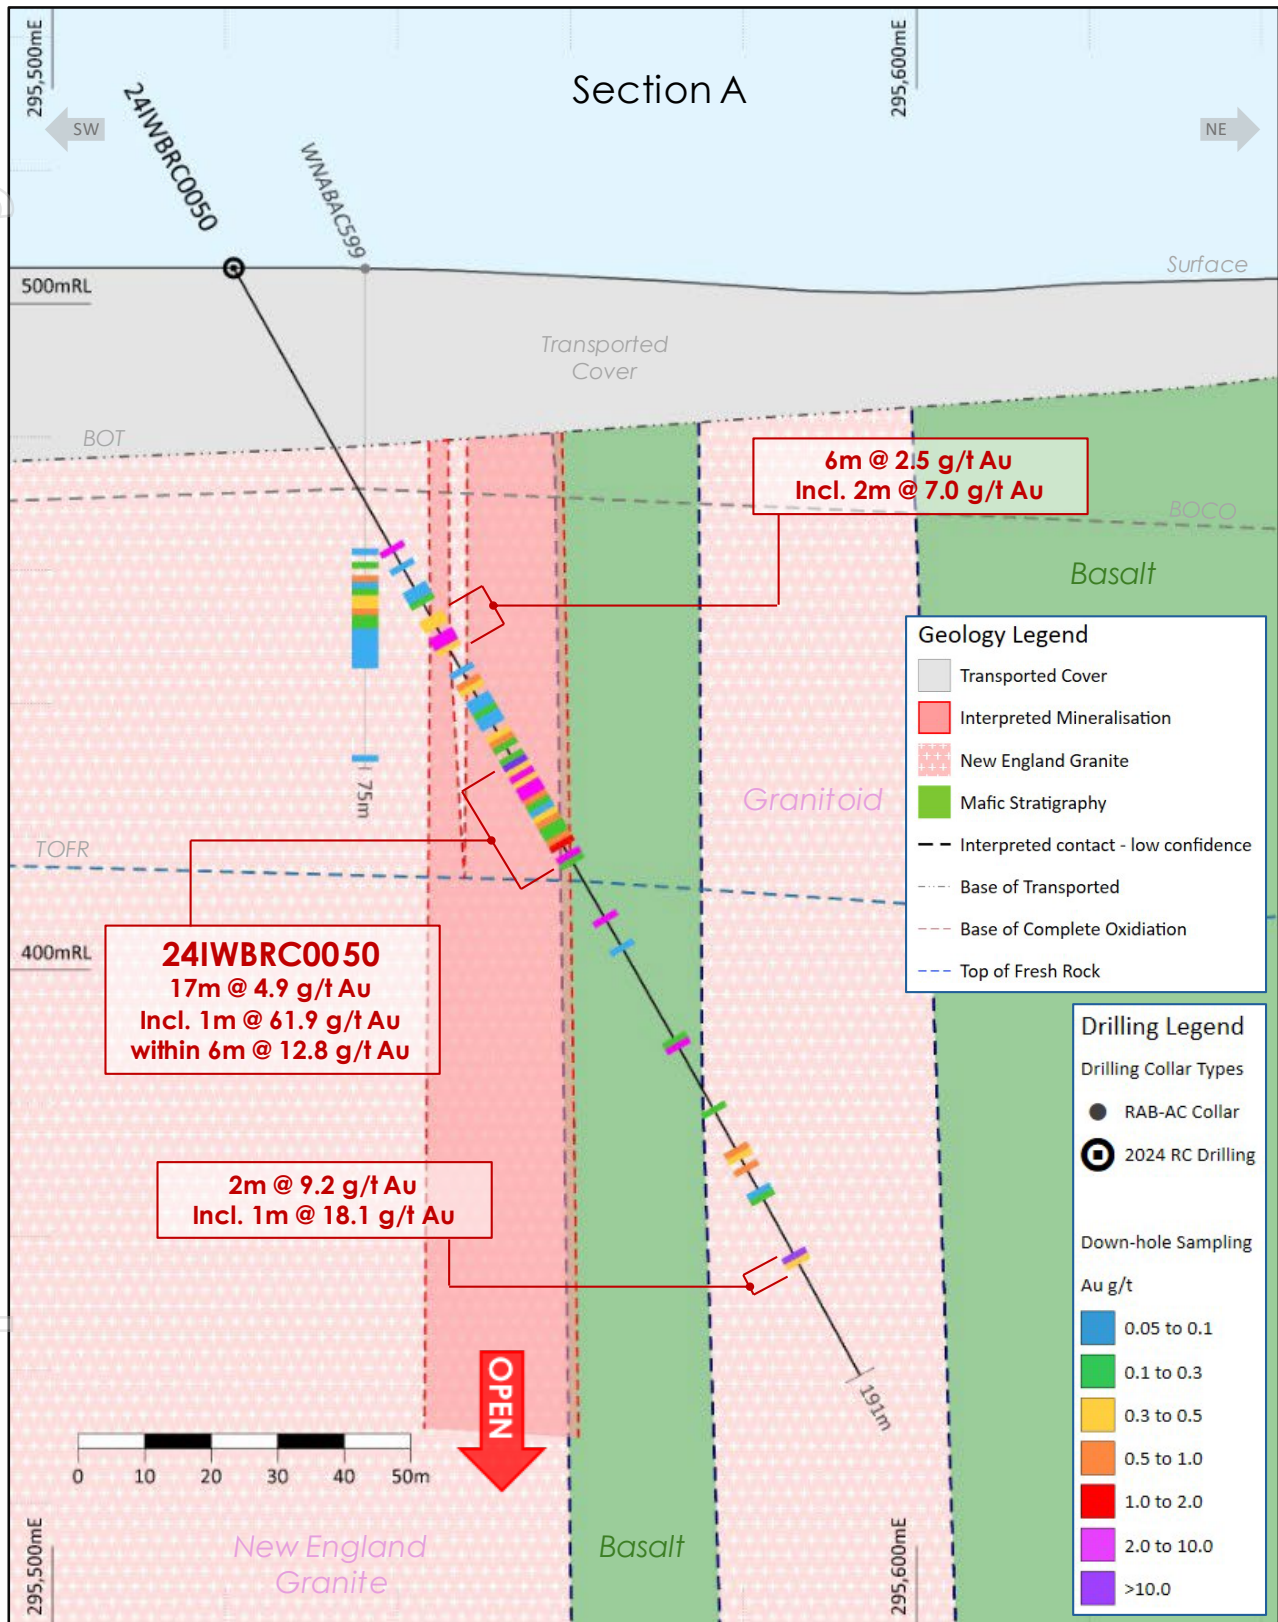 295,500mE
295,600mE
Section A
SW
NE
24IWBRC0050
WNABAC599
Surface
500mRL
Transported
Cover
BOT
6m @ 2.5 g/t Au
Incl. 2m @ 7.0 g/t Au
BOCO
Basalt
Geology Legend
Transported Cover
Interpreted Mineralisation
New England Granite
Mafic Stratigraphy
Interpreted contact - low confidence
Base of Transported
Base of Complete Oxidiation
Top of Fresh Rock
75m
Granitoid
TOFR
24IWBRC0050
17m @ 4.9 g/t Au
Incl. 1m @ 61.9 g/t Au
within 6m @ 12.8 g/t Au
400mRL
Drilling Legend
Drilling Collar Types
RAB-AC Collar
2024 RC Drilling
Down-hole Sampling
Au g/t
0.05 to 0.1
0.1 to 0.3
0.3 to 0.5
0.5 to 1.0
1.0 to 2.0
2.0 to 10.0
>10.0
2m @ 9.2 g/t Au
Incl. 1m @ 18.1 g/t Au
191m
OPEN
0 10 20 30 40 50m
New England
Granite
Basalt
295,500mE
295,600mE